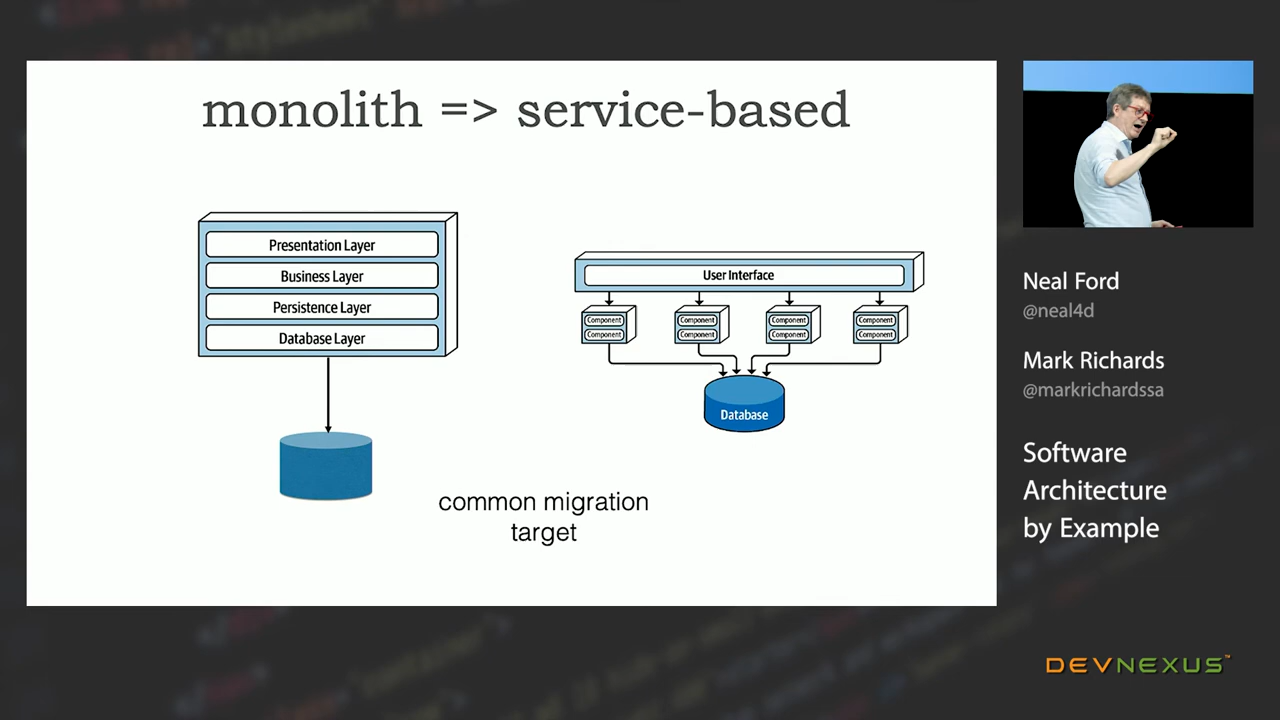 monolith => service-based
Presentation Layer
Business Layer
Persistence Layer
Database Layer
User Interface
Component
Component
Component
Component
Component
Component
Component
Component
Database
common migration
target
Neal Ford
@neal4d
Mark Richards
@markrichardssa
Software
Architecture
by Example
DEVNEXUS™